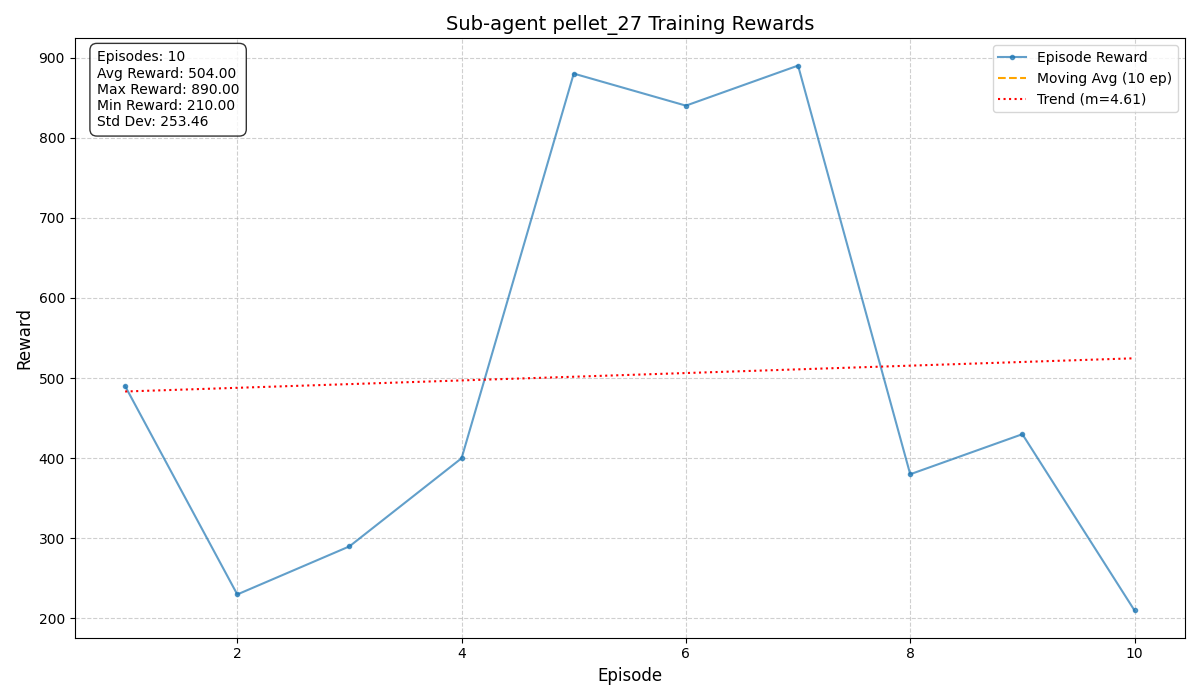 Sub-agent pellet_27 Training Rewards
Episodes: 10
Avg Reward: 504.00
Max Reward: 890.00
Min Reward: 210.00
Std Dev: 253.46
Episode Reward
Moving Avg (10 ep)
Trend (m=4.61)
Reward
900
800
700
600
500
400
300
200
2 4 6 8 10
Episode